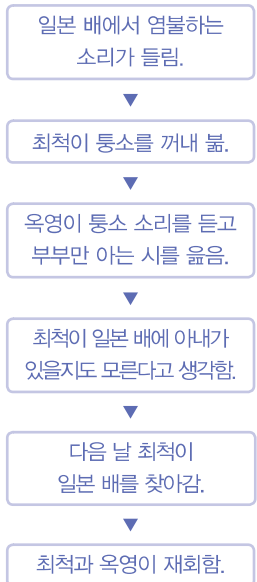 일본 배에서 염불하는
소리가 들림.
▼
최척이 퉁소를 꺼내 붊.
▼
옥영이 퉁소 소리를 듣고
부부만 아는 시를 읊음.
▼
최척이 일본 배에 아내가
있을지도 모른다고 생각함.
▼
다음 날 최척이
일본 배를 찾아감.
▼
최척과 옥영이 재회함.